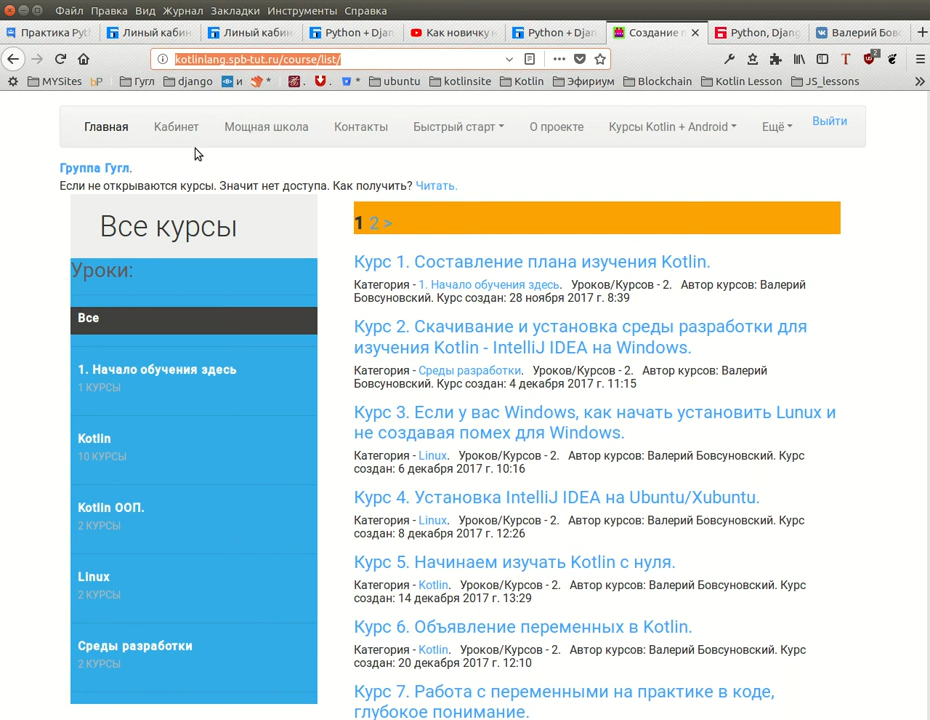 Файл Правка Вид Журнал Закладки Инструменты Справка
Практика Pyt
Линый кабин
Линый кабин
Python + Djan
Как новичку н
Python + Djan
Создание п
Python, Djang
Валерий Бов
kotlinlang.spb-tut.ru/course/list/
2
MYSites
bP
Гугл
django
и
ubuntu
kotlinsite
Kotlin
Эфириум
Blockchain
Kotlin Lesson
JS_lessons
Главная
Кабинет
Мощная школа
Контакты
Быстрый старт
О проекте
Курсы Kotlin + Android
Ещё
Выйти
Группа Гугл.
Если не открываются курсы. Значит нет доступа. Как получить? Читать.
Все курсы
Уроки:
Все
1. Начало обучения здесь
1 КУРСЫ
Kotlin
10 КУРСЫ
Kotlin ООП.
2 КУРСЫ
Linux
2 КУРСЫ
Среды разработки
2 КУРСЫ
1 2 >
Курс 1. Составление плана изучения Kotlin.
Категория - 1. Начало обучения здесь. Уроков/Курсов - 2. Автор курсов: Валерий
Бовсуновский. Курс создан: 28 ноября 2017 г. 8:39
Курс 2. Скачивание и установка среды разработки для
изучения Kotlin - IntelliJ IDEA на Windows.
Категория - Среды разработки. Уроков/Курсов - 2. Автор курсов: Валерий
Бовсуновский. Курс создан: 4 декабря 2017 г. 11:15
Курс 3. Если у вас Windows, как начать установить Lunux и
не создавая помех для Windows.
Категория - Linux. Уроков/Курсов - 2. Автор курсов: Валерий Бовсуновский. Курс
создан: 6 декабря 2017 г. 10:16
Курс 4. Установка IntelliJ IDEA на Ubuntu/Xubuntu.
Категория - Linux. Уроков/Курсов - 2. Автор курсов: Валерий Бовсуновский. Курс
создан: 8 декабря 2017 г. 12:26
Курс 5. Начинаем изучать Kotlin с нуля.
Категория - Kotlin. Уроков/Курсов - 2. Автор курсов: Валерий Бовсуновский. Курс
создан: 14 декабря 2017 г. 13:29
Курс 6. Объявление переменных в Kotlin.
Категория - Kotlin. Уроков/Курсов - 2. Автор курсов: Валерий Бовсуновский. Курс
создан: 20 декабря 2017 г. 12:10
Курс 7. Работа с переменными на практике в коде,
глубокое понимание.